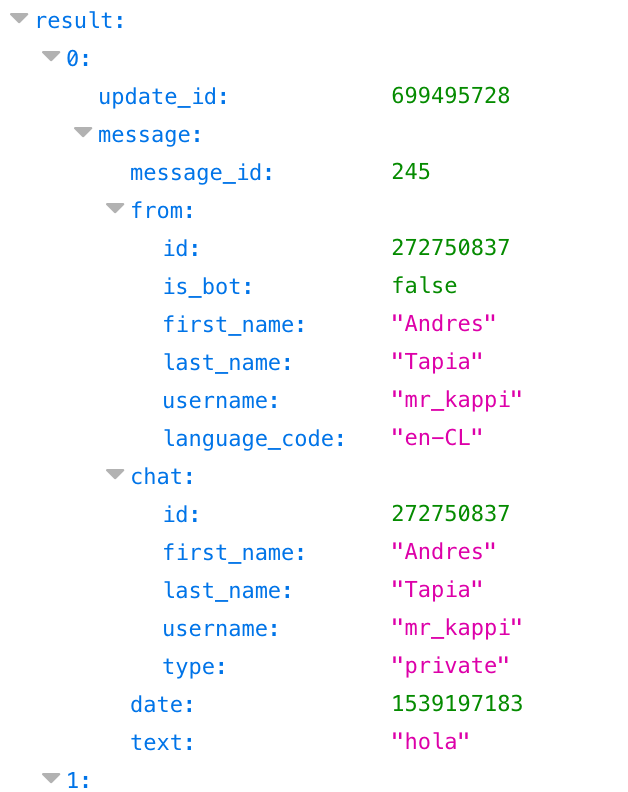 result:
0:
update_id: 699495728
message:
message_id: 245
from:
id: 272750837
is_bot: false
first_name: "Andres"
last_name: "Tapia"
username: "mr_kappi"
language_code: "en-CL"
chat:
id: 272750837
first_name: "Andres"
last_name: "Tapia"
username: "mr_kappi"
type: "private"
date: 1539197183
text: "hola"
1: